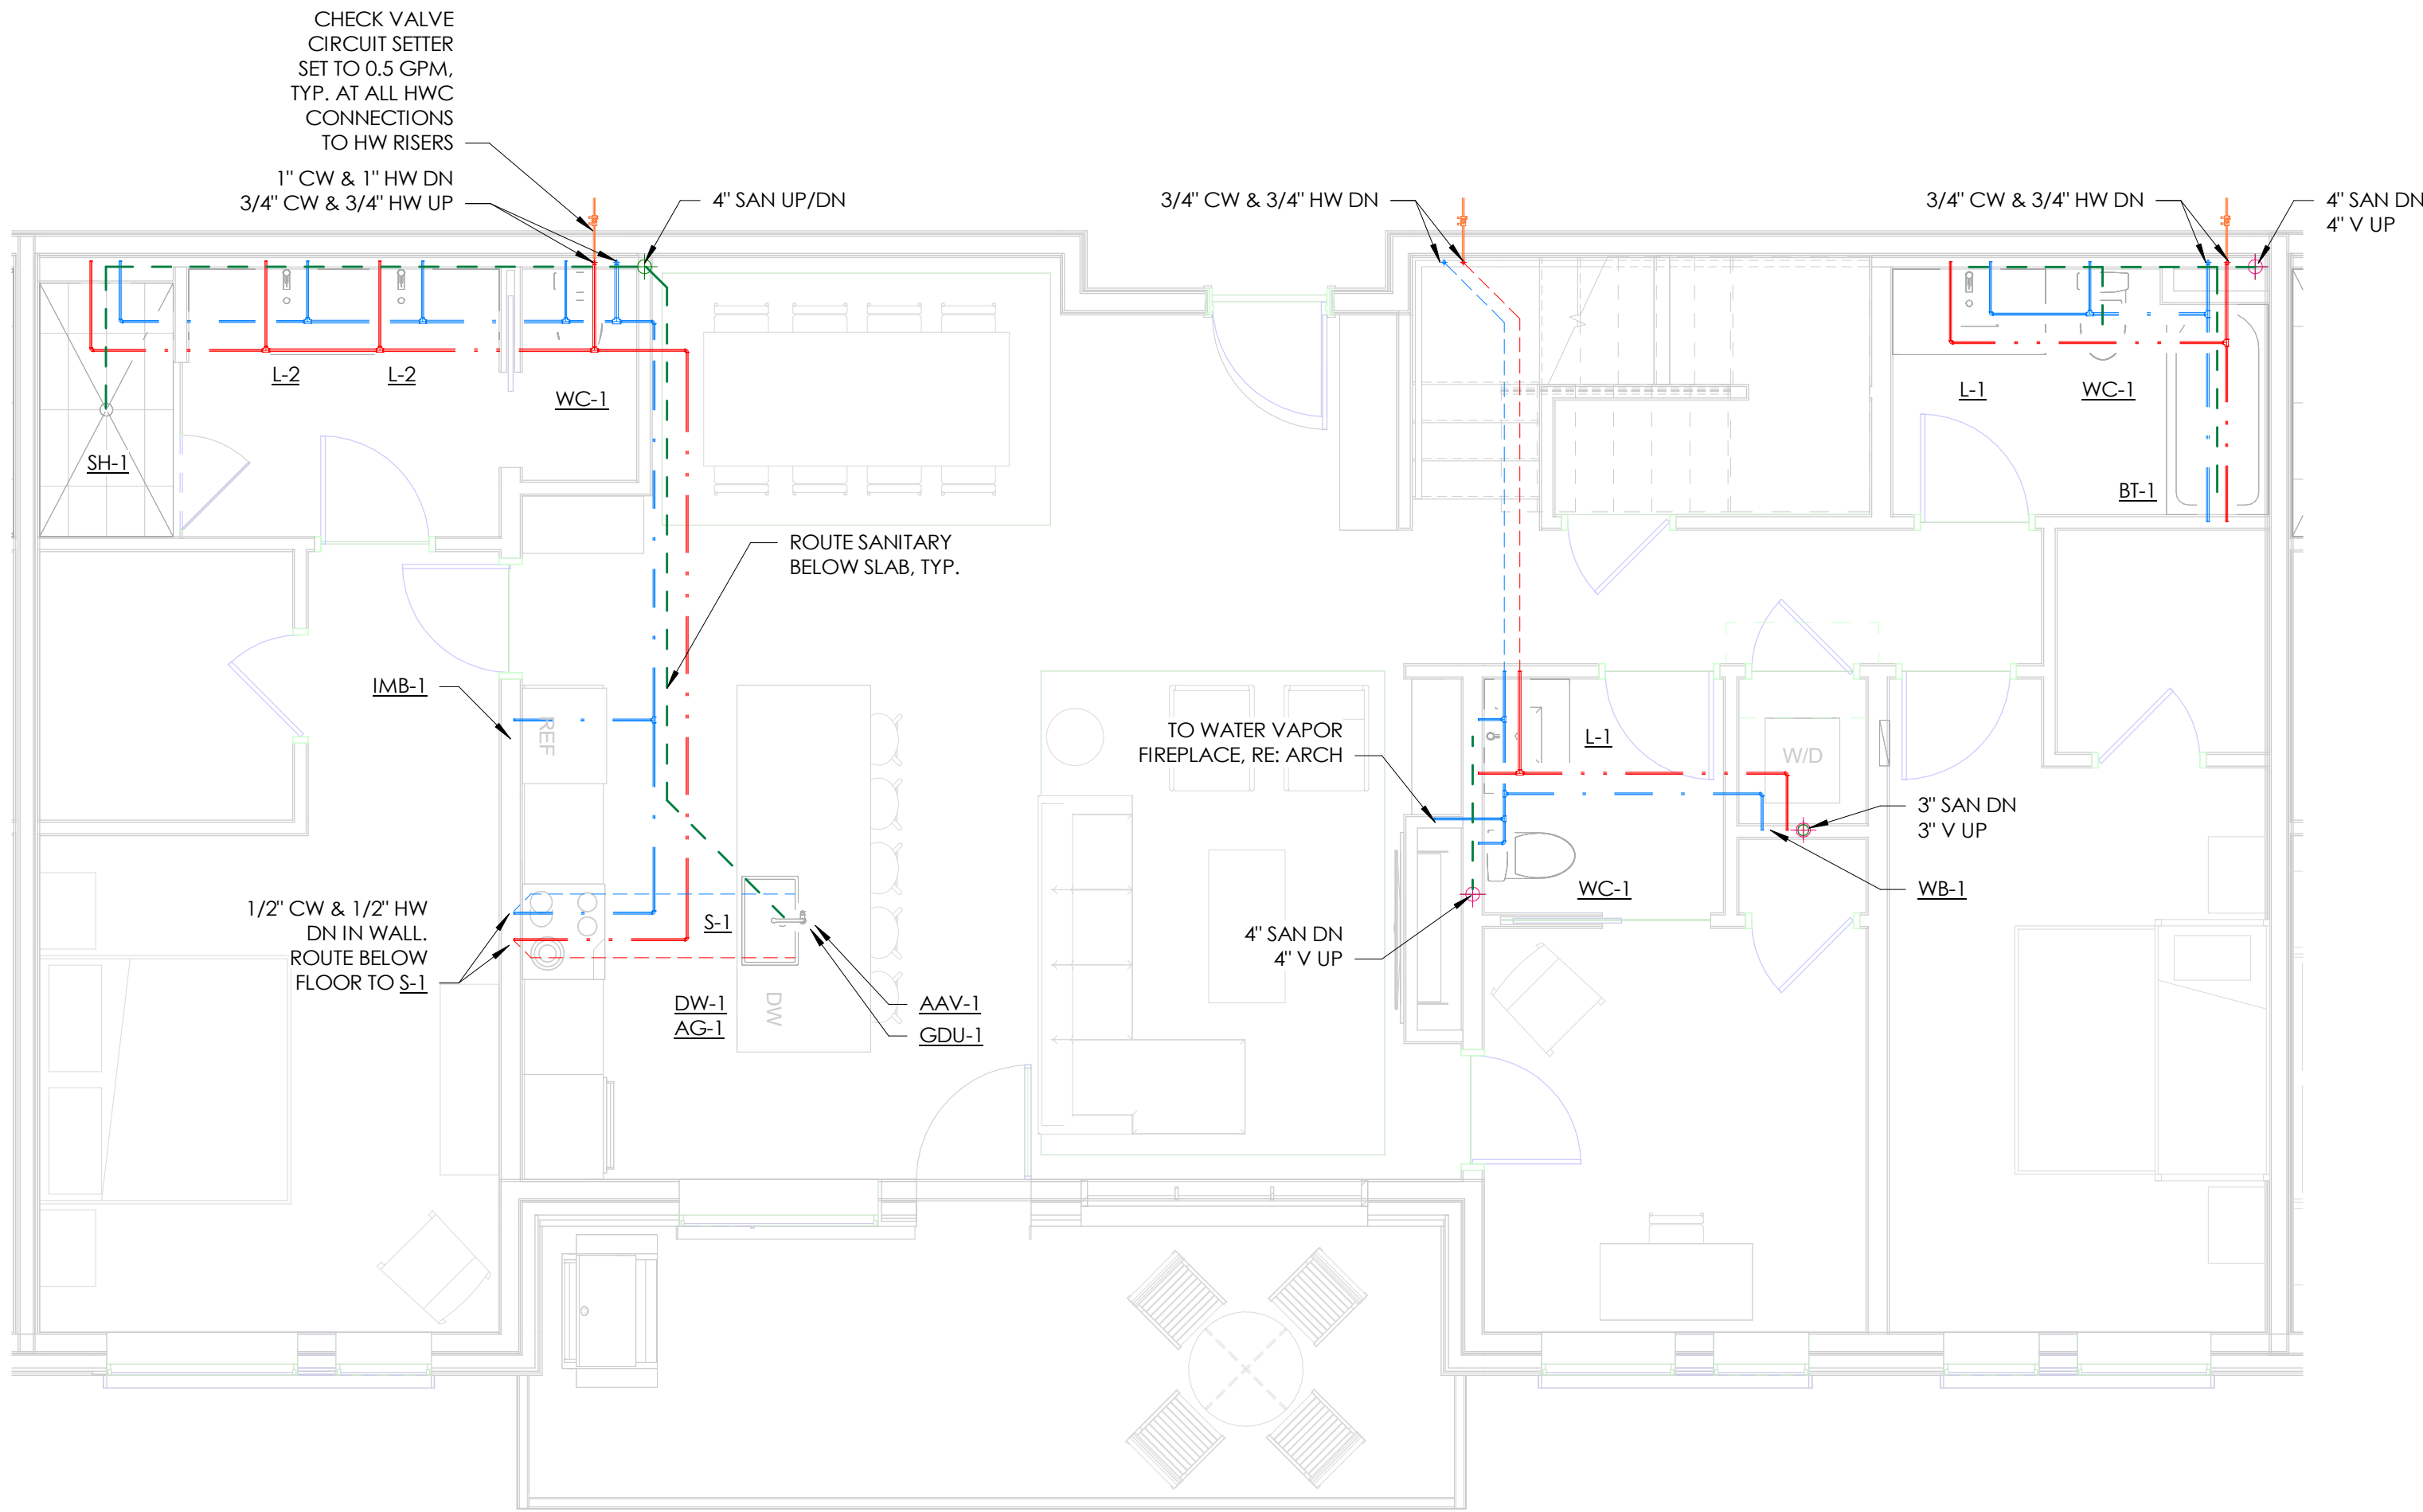 CHECK VALVE
CIRCUIT SETTER
SET TO 0.5 GPM,
TYP. AT ALL HWC
CONNECTIONS
TO HW RISERS
1" CW & 1" HW DN
3/4" CW & 3/4" HW UP
4" SAN UP/DN
3/4" CW & 3/4" HW DN
3/4" CW & 3/4" HW DN
4" SAN DN
4" V UP
L-2
L-2
WC-1
SH-1
L-1
WC-1
BT-1
ROUTE SANITARY
BELOW SLAB, TYP.
IMB-1
REF
TO WATER VAPOR
FIREPLACE, RE: ARCH
L-1
W/D
3" SAN DN
3" V UP
WC-1
WB-1
1/2" CW & 1/2" HW
DN IN WALL.
ROUTE BELOW
FLOOR TO S-1
S-1
4" SAN DN
4" V UP
DW-1
AG-1
DW
AAV-1
GDU-1